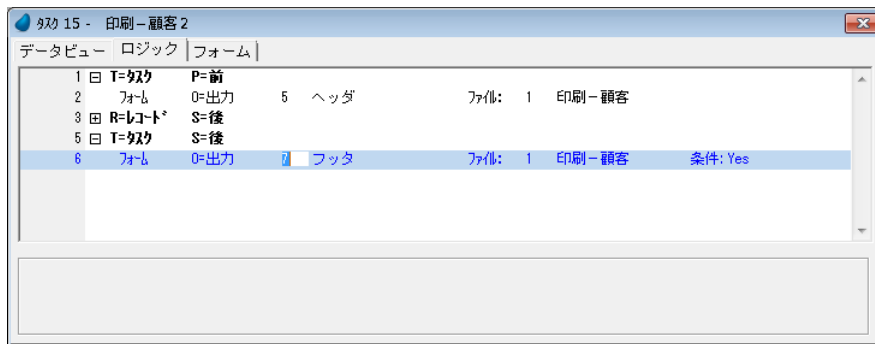 ﾀｽｸ 15 - 印刷－顧客２
データビュー ロジック フォーム
1 T=ﾀｽｸ P=前
2 ﾌｫｰﾑ O=出力 5 ヘッダ ﾌｧｲﾙ: 1 印刷－顧客
3 R=ﾚｺｰﾄﾞ S=後
5 T=ﾀｽｸ S=後
6 ﾌｫｰﾑ O=出力 7 フッタ ﾌｧｲﾙ: 1 印刷－顧客 条件: Yes